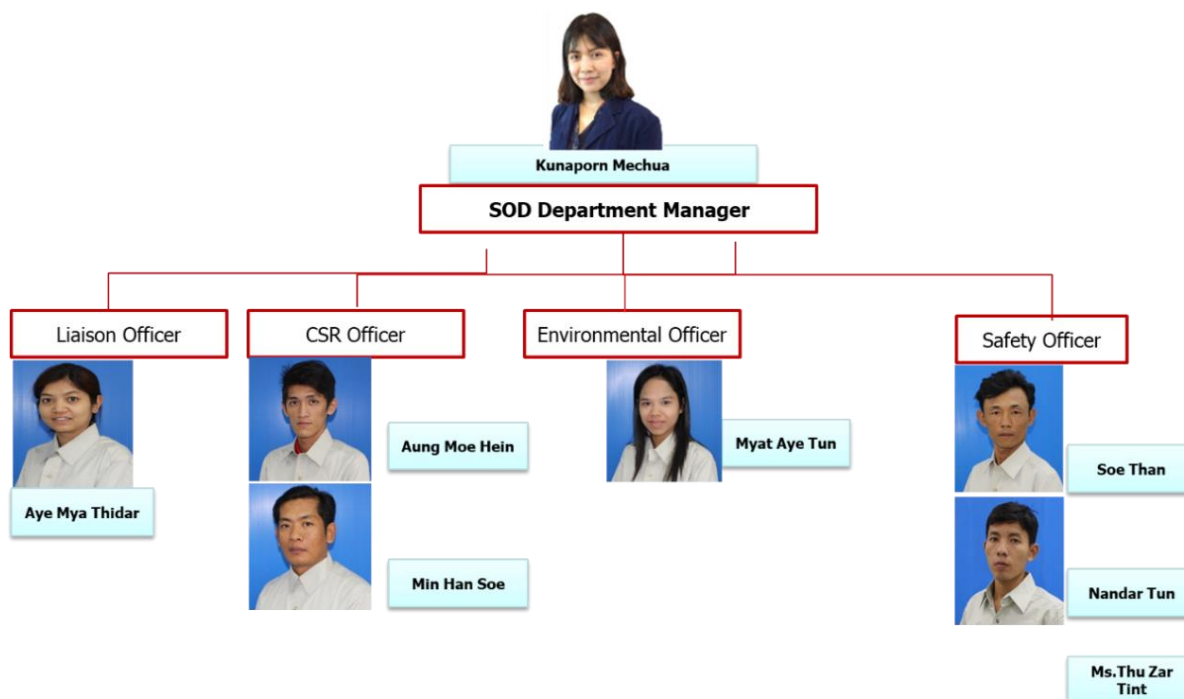 Kunaporn Mechua
SOD Department Manager
Liaison Officer
CSR Officer
Environmental Officer
Safety Officer
Aye Mya Thidar
Aung Moe Hein
Min Han Soe
Myat Aye Tun
Soe Than
Nandar Tun
Ms.Thu Zar
Tint